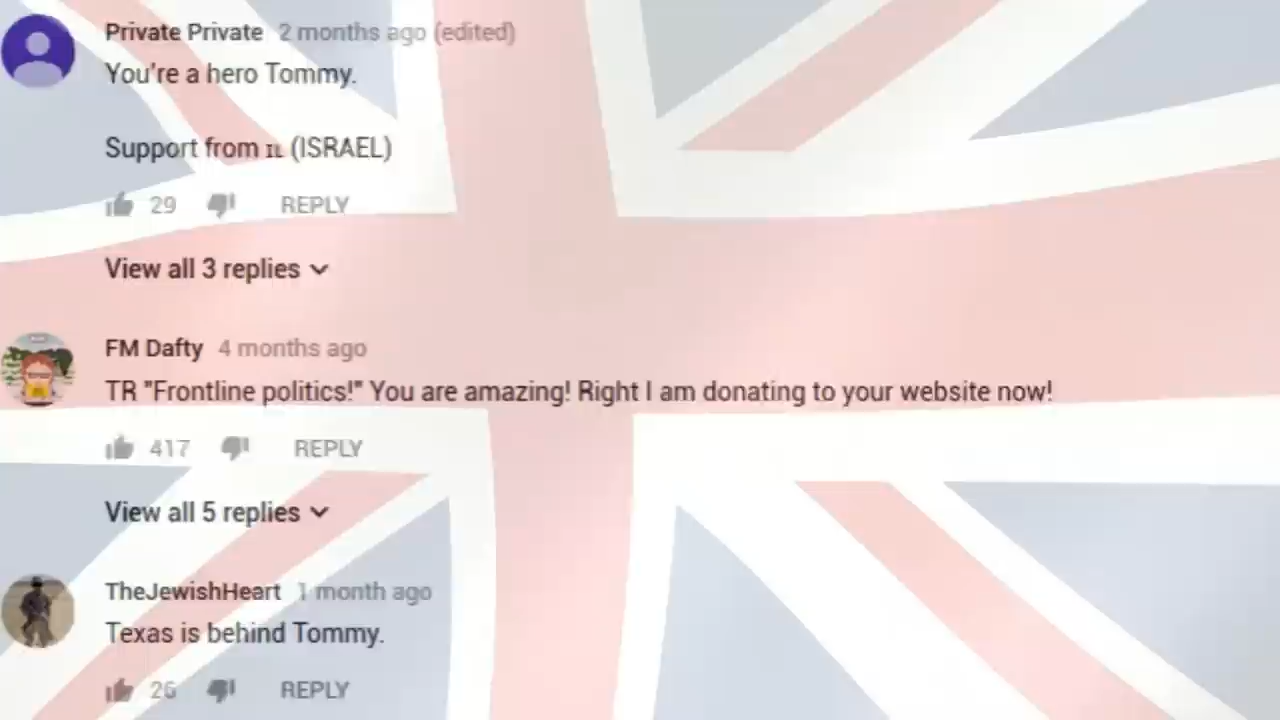 Private Private 2 months ago (edited)
You're a hero Tommy.
Support from IL (ISRAEL)
29 REPLY
View all 3 replies
FM Dafty 4 months ago
TR "Frontline politics!" You are amazing! Right I am donating to your website now!
417 REPLY
View all 5 replies
TheJewishHeart 1 month ago
Texas is behind Tommy.
26 REPLY